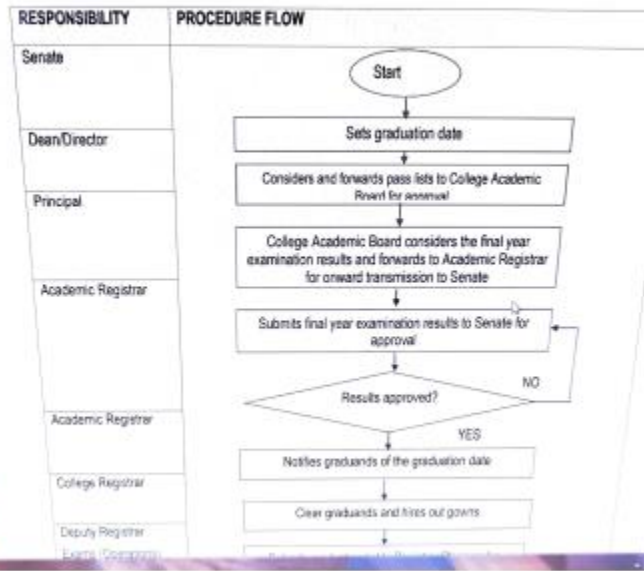 RESPONSIBILITY PROCEDURE FLOW
Senate
Start
Sets graduation date
Dean/Director
Considers and forwards pass lists to College Academic
Board for approval
Principal
College Academic Board considers the final year
examination results and forwards to Academic Registrar
for onward transmission to Senate
Academic Registrar
Submits final year examination results to Senate for
approval
Results approved?
NO
YES
Academic Registrar
Notifies graduands of the graduation date
College Registrar
Clear graduands and hires out gowns
Deputy Registrar
Exams